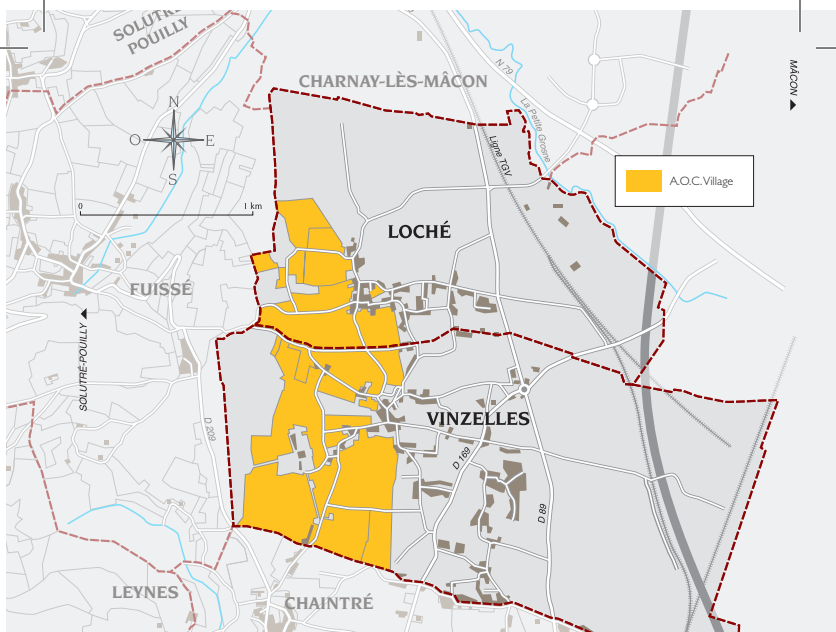 SOLUTRÉ
POUILLY
CHARNAY-LÈS-MÂCON
N 79
La Petite Grosne
MÂCON
N
O
E
S
0
1 km
Ligne TGV
A.O.C. Village
LOCHÉ
FUISSÉ
SOLUTRÉ-POUILLY
VINZELLES
D 209
D 169
D 89
LEYNES
CHAINTRÉ